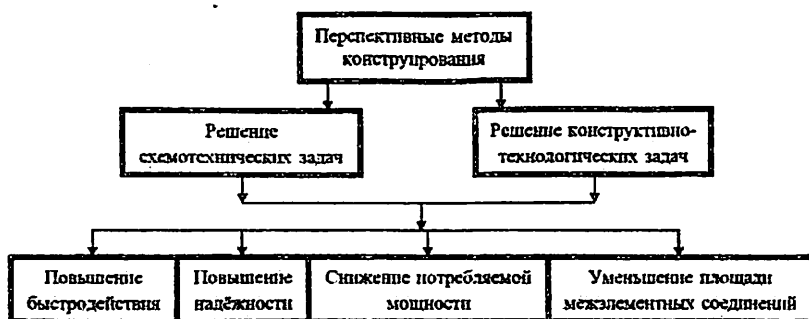 Перспективные методы
конструирования
Решение
схемотехнических задач
Решение конструктивно-
технологических задач
Повышение
быстродействия
Повышение
надёжности
Снижение потребляемой
мощности
Уменьшение площади
межэлементных соединений